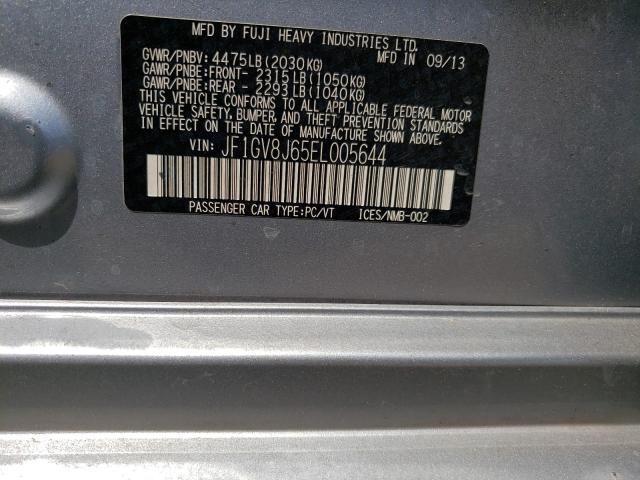 MFD BY FUJI HEAVY INDUSTRIES LTD.
MFD IN 09/13
GVWR/PNBV: 4475LB(2030KG)
GAWR/PNBE:FRONT- 2315LB(1050KG)
GAWR/PNBE:REAR - 2293LB(1040KG)
THIS VEHICLE CONFORMS TO ALL APPLICABLE FEDERAL MOTOR
VEHICLE SAFETY,BUMPER,AND THEFT PREVENTION
STANDARDS IN EFFECT ON THE DATE OF MANUFACTURE SHOWN ABOVE.
VIN: JF1GV8J65EL005644
PASSENGER CAR TYPE:PC/VT ICES/NMB-002